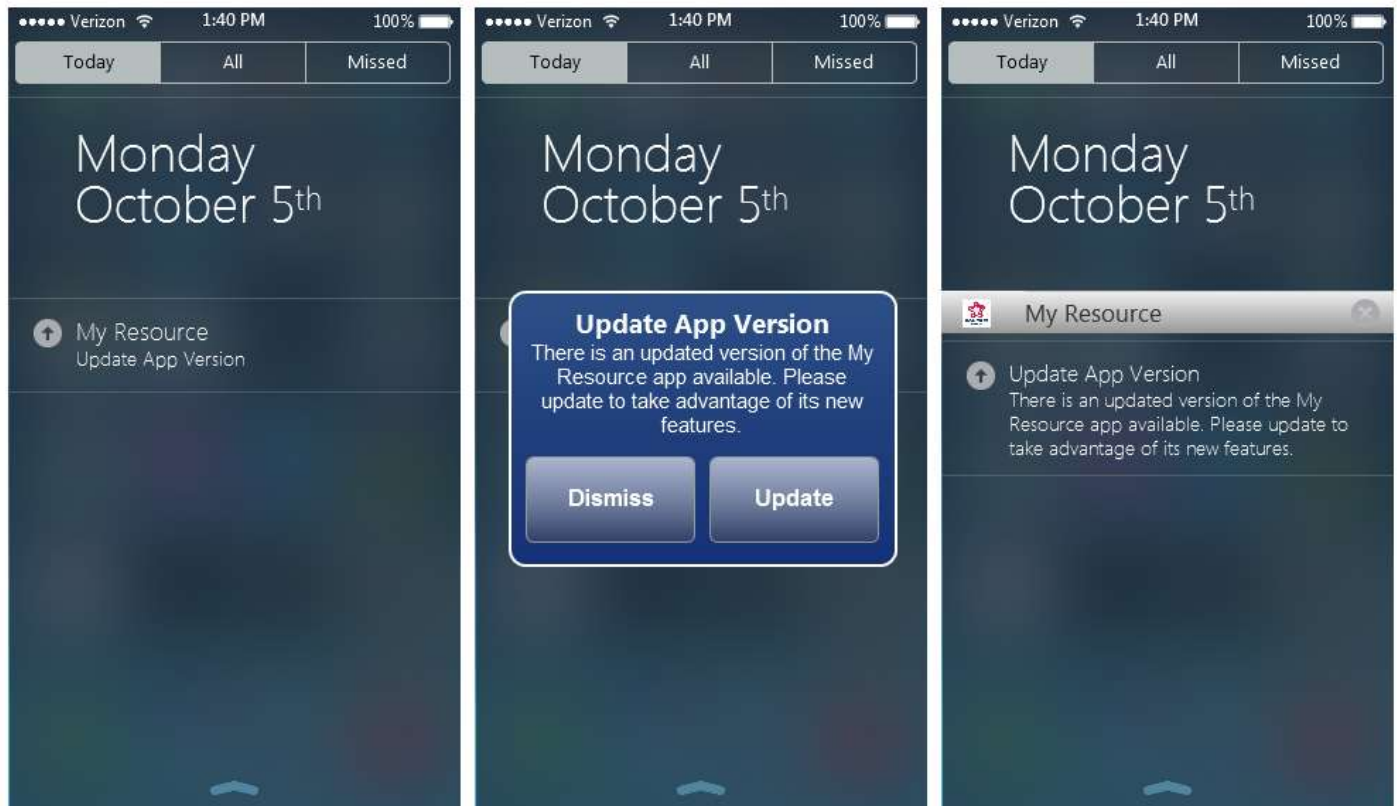 Verizon 1:40 PM 100%
Today All Missed
Monday
October 5th
My Resource
Update App Version
Verizon 1:40 PM 100%
Today All Missed
Monday
October 5th
Update App Version
There is an updated version of the My
Resource app available. Please
update to take advantage of its new
features.
Dismiss Update
Verizon 1:40 PM 100%
Today All Missed
Monday
October 5th
My Resource
Update App Version
There is an updated version of the My
Resource app available. Please update to
take advantage of its new features.